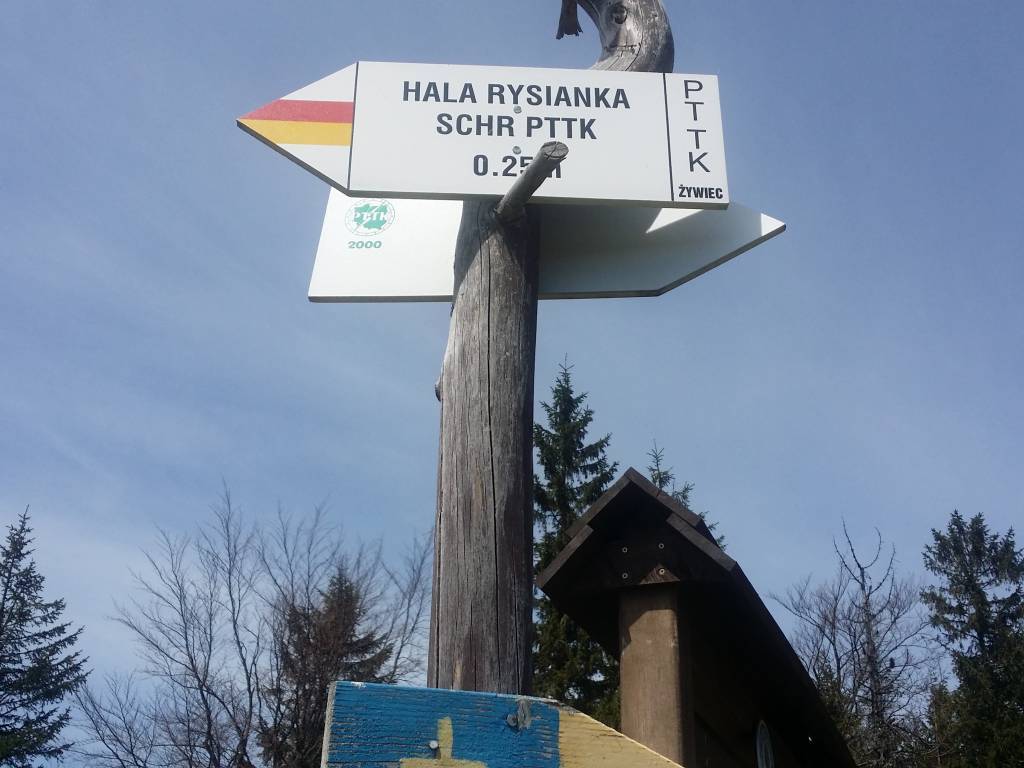 HALA RYSIANKA
SCHR PTTK
0.25
PTTK
ŻYWIEC
PTTK
2000